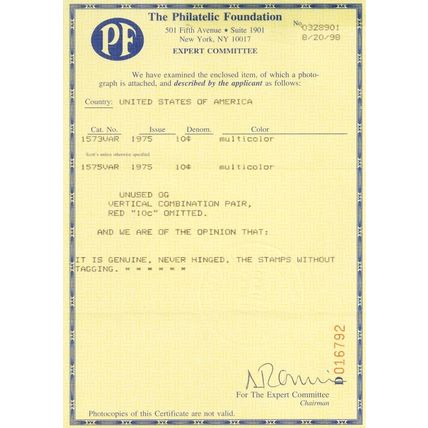 PF
The Philatelic Foundation
501 Fifth Avenue • Suite 1901
New York, NY 10017
EXPERT COMMITTEE
No. 0328901
8/20/98
We have examined the enclosed item, of which a photo-
graph is attached, and described by the applicant as follows:
Country: UNITED STATES OF AMERICA
Cat. No. Issue Denom. Color
1573VAR 1975 10¢ multicolor
Scott's unless otherwise specified
1575VAR 1975 10¢ multicolor
UNUSED OG
VERTICAL COMBINATION PAIR,
RED "10c" OMITTED.
AND WE ARE OF THE OPINION THAT:
IT IS GENUINE, NEVER HINGED, THE STAMPS WITHOUT
TAGGING. * * * * * *
D016792
For The Expert Committee
Chairman
Photocopies of this Certificate are not valid.